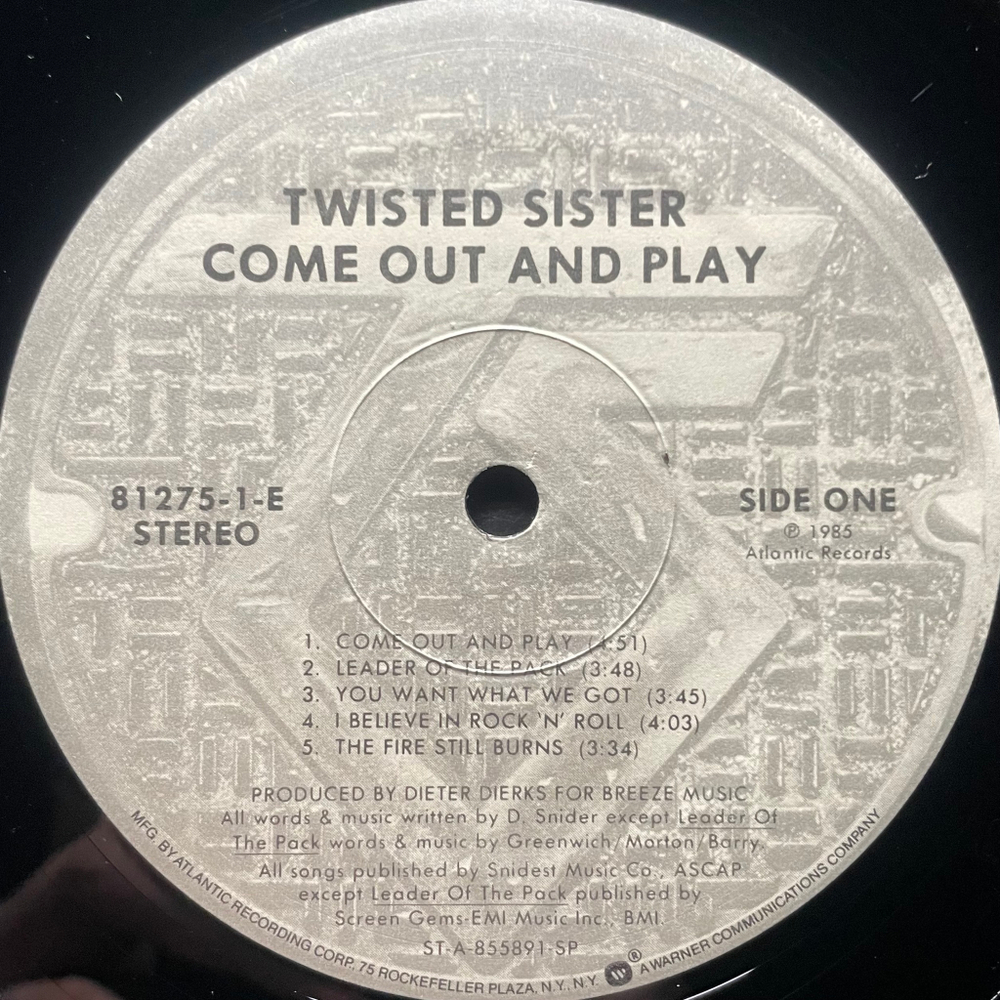 TWISTED SISTER
COME OUT AND PLAY
81275-1-E
STEREO
SIDE ONE
℗ 1985
Atlantic Records
1. COME OUT AND PLAY (4:51)
2. LEADER OF THE PACK (3:48)
3. YOU WANT WHAT WE GOT (3:45)
4. I BELIEVE IN ROCK 'N' ROLL (4:03)
5. THE FIRE STILL BURNS (3:34)
PRODUCED BY DIETER DIERKS FOR BREEZE MUSIC
All words & music written by D. Snider except Leader Of
The Pack words & music by Greenwich/Morton/Barry.
All songs published by Snidest Music Co., ASCAP
except Leader Of The Pack published by
Screen Gems-EMI Music Inc., BMI.
ST-A-855891-SP
MFG. BY ATLANTIC RECORDING CORP., 75 ROCKEFELLER PLAZA, N.Y., N.Y. ® A WARNER COMMUNICATIONS COMPANY